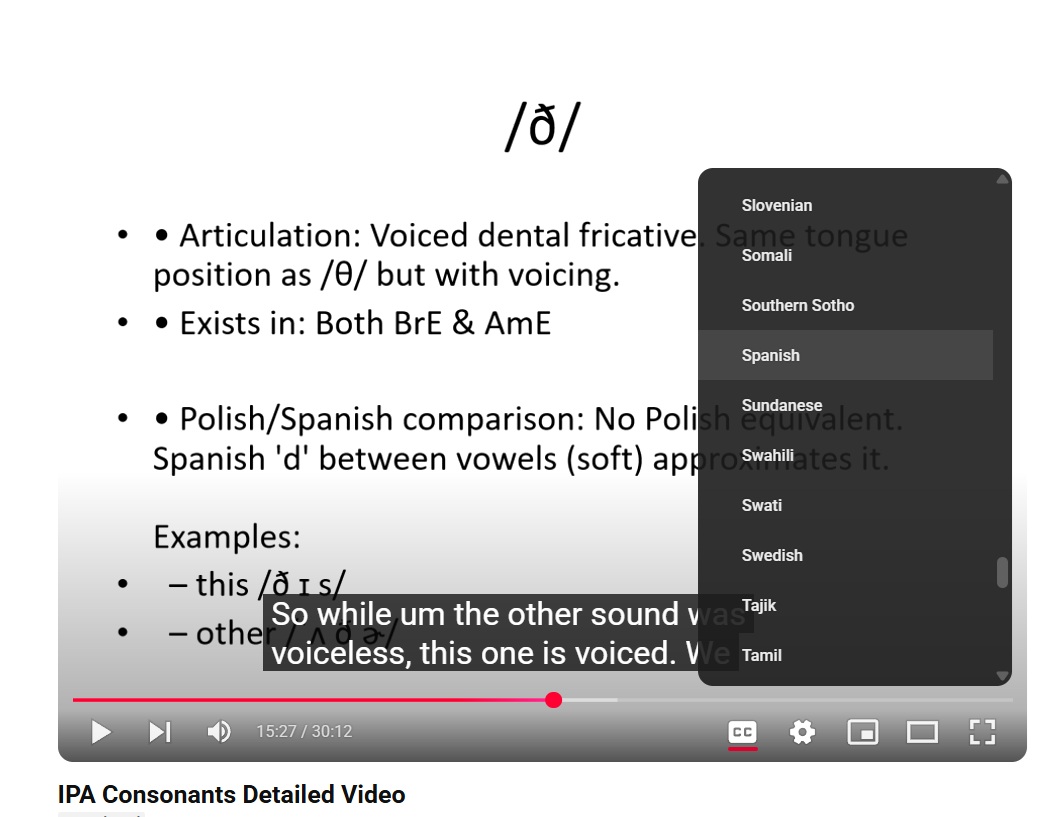 /ð/
• • Articulation: Voiced dental fricative. Same tongue
position as /θ/ but with voicing.
• • Exists in: Both BrE & AmE
• • Polish/Spanish comparison: No Polish equivalent.
Spanish 'd' between vowels (soft) approximates it.
Examples:
• – this /ð ɪ s/
• – other / ʌ ð ɚ/
So while um the other sound was
voiceless, this one is voiced. We
Slovenian
Somali
Southern Sotho
Spanish
Sundanese
Swahili
Swati
Swedish
Tajik
Tamil
15:27 / 30:12
CC
IPA Consonants Detailed Video